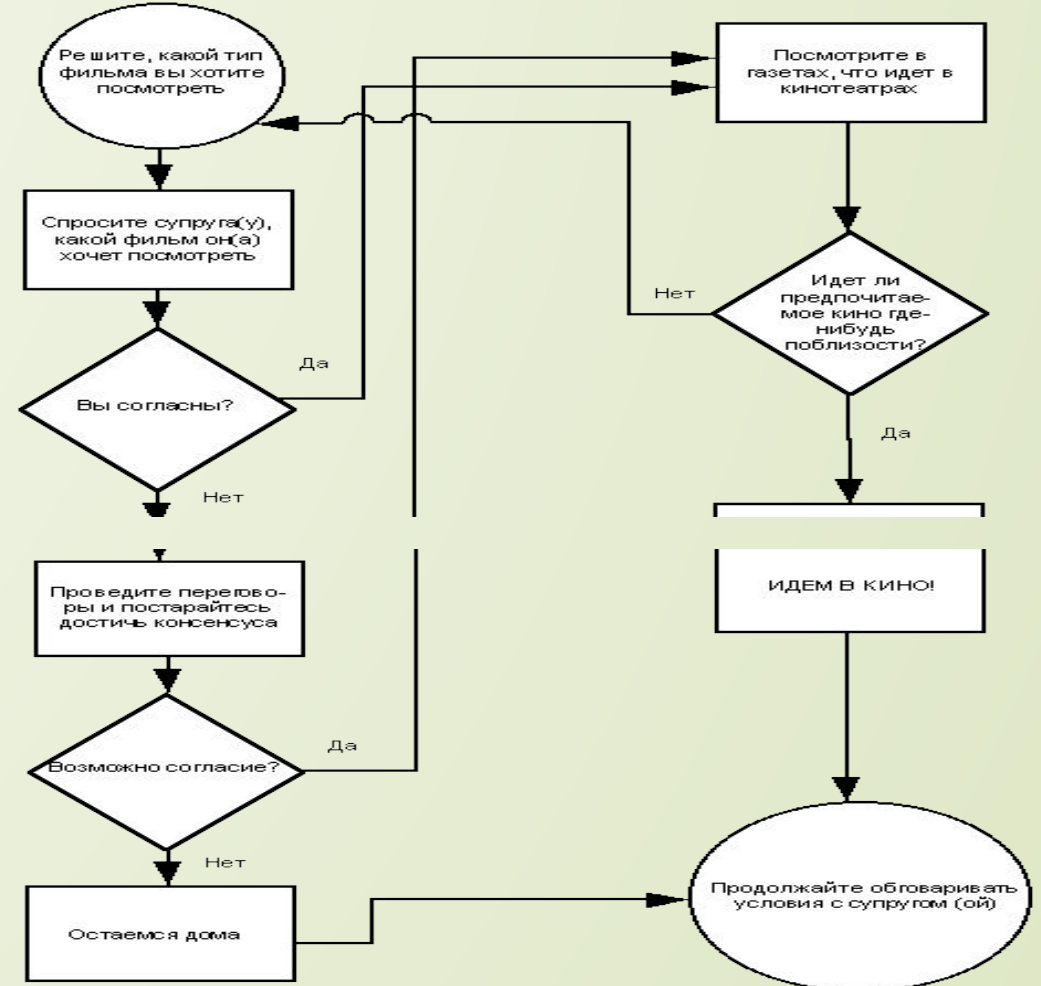 Решите, какой тип
фильма вы хотите
посмотреть
Спросите супруга(у),
какой фильм он(а)
хочет посмотреть
Вы согласны?
Да
Нет
Проведите перегово-
ры и постарайтесь
достичь консенсуса
Возможно согласие?
Да
Нет
Остаемся дома
Посмотрите в
газетах, что идет в
кинотеатрах
Идет ли
предпочитае-
мое кино где-
нибудь
поблизости?
Нет
Да
ИДЕМ В КИНО!
Продолжайте обговаривать
условия с супругом (ой)